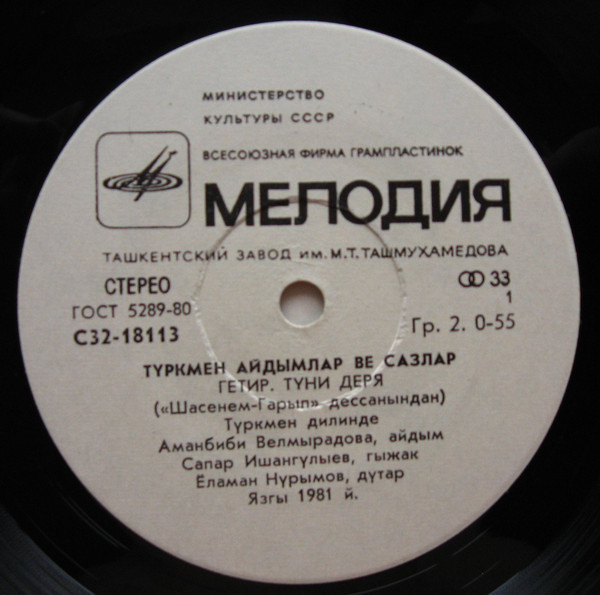 МИНИСТЕРСТВО
КУЛЬТУРЫ СССР
ВСЕСОЮЗНАЯ ФИРМА ГРАМПЛАСТИНОК
МЕЛОДИЯ
ТАШКЕНТСКИЙ ЗАВОД ИМ. М.Т.ТАШМУХАМЕДОВА
СТЕРЕО 33
ГОСТ 5289-80 1
С32-18113 Гр. 2. 0-55
ТҮРКМЕН АЙДЫМЛАР ВЕ САЗЛАР
ГЕТИР. ТҮНИ ДЕРЯ
(«Шасенем-Гарып» дессанындан)
Түркмен дилинде
Аманбиби Велмырадова, айдым
Сапар Ишангулыев, гыжак
Ёламан Нурымов, дутар
Язгы 1981 й.